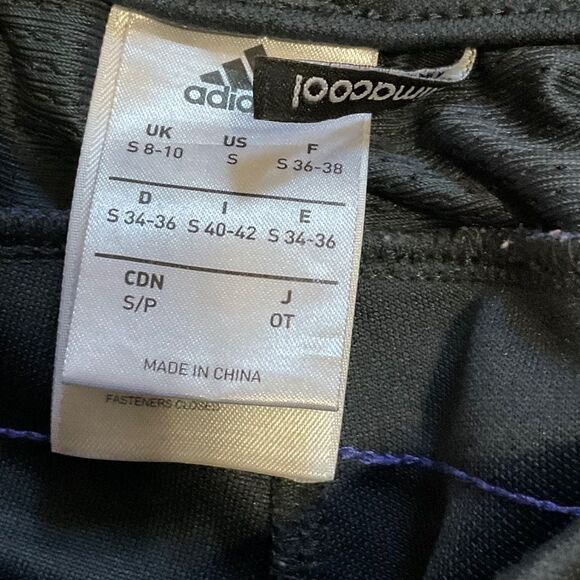 adidas
climacool
UK US F
S 8-10 S S 36-38
D I E
S 34-36 S 40-42 S 34-36
CDN J
S/P OT
MADE IN CHINA
FASTENERS CLOSED